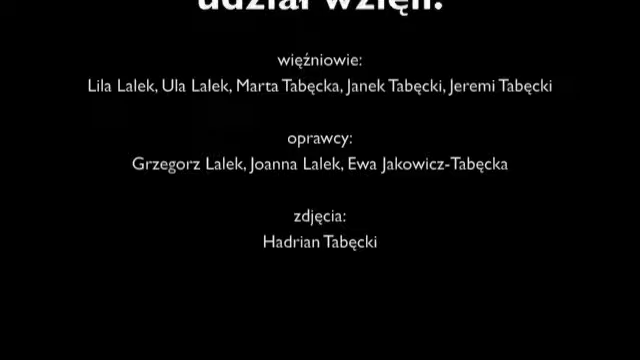 udział wzięli:
więźniowie:
Lila Lalek, Ula Lalek, Marta Tabęcka, Janek Tabęcki, Jeremi Tabęcki
oprawcy:
Grzegorz Lalek, Joanna Lalek, Ewa Jakowicz-Tabęcka
zdjęcia:
Hadrian Tabęcki